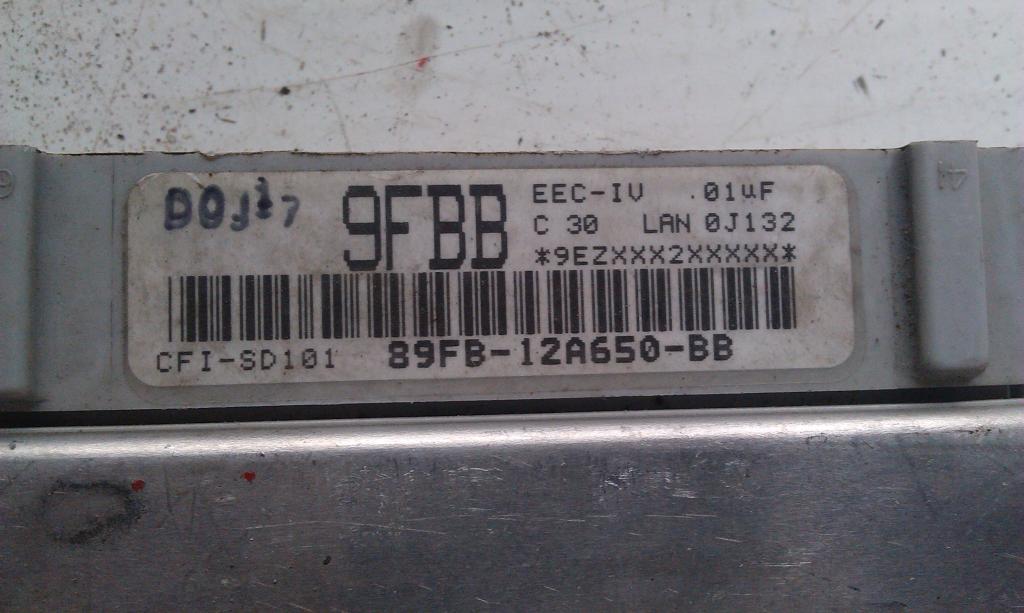 9FBB
EEC-IV .01uF
C 30 LAN 0J132
*9EZXXX2XXXXX*
CFI-SD101 89FB-12A650-BB